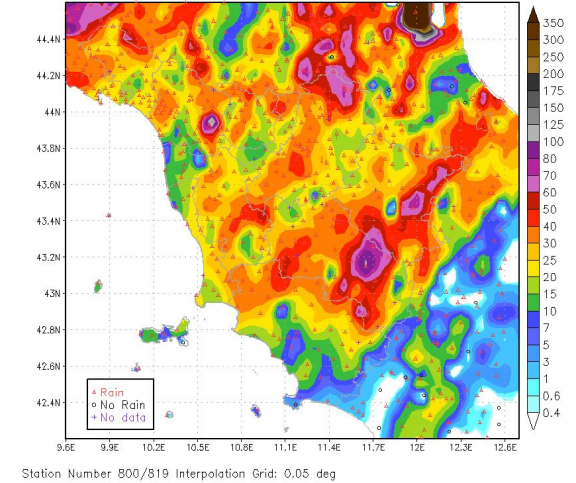 44.4N
44.2N
44N
43.8N
43.6N
43.4N
43.2N
43N
42.8N
42.6N
42.4N
9.6E 9.9E 10.2E 10.5E 10.8E 11.1E 11.4E 11.7E 12E 12.3E 12.6E
Rain
No Rain
No data
350
300
250
200
175
150
125
100
80
70
60
50
40
30
25
20
15
10
7
5
3
1
0.6
0.4
Station Number 800/819 Interpolation Grid: 0.05 deg